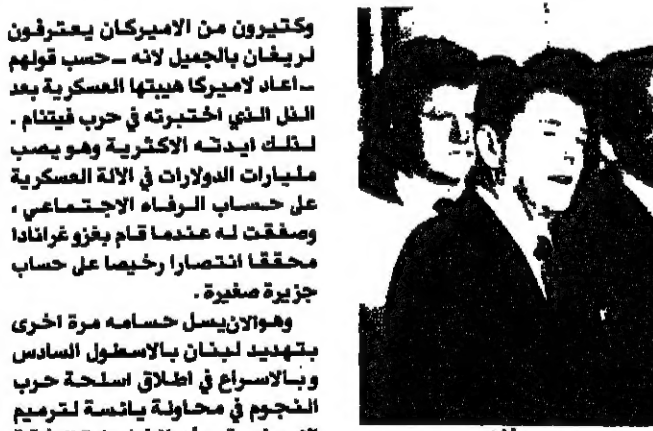 وكثيرون من الاميركان يعترفون
لريغان بالجميل لانه ــ حسب قولهم
ــ اعاد لاميركا هيبتها العسكرية بعد
الذل الذي اختبرته في حرب فيتنام .
لذلك ايدته الاكثرية وهو يصب
مليارات الدولارات في الالة العسكرية
على حساب الرفاه الاجتماعي ،
وصفقت له عندما قام بغزو غرانادا
محققا انتصارا رخيصا على حساب
جزيرة صغيرة .
وهوالان يسل حسامه مرة اخرى
بتهديد لبنان بالاسطول السادس
وبالاسراع في اطلاق اسلحة حرب
النجوم في محاولة يائسة لترميم